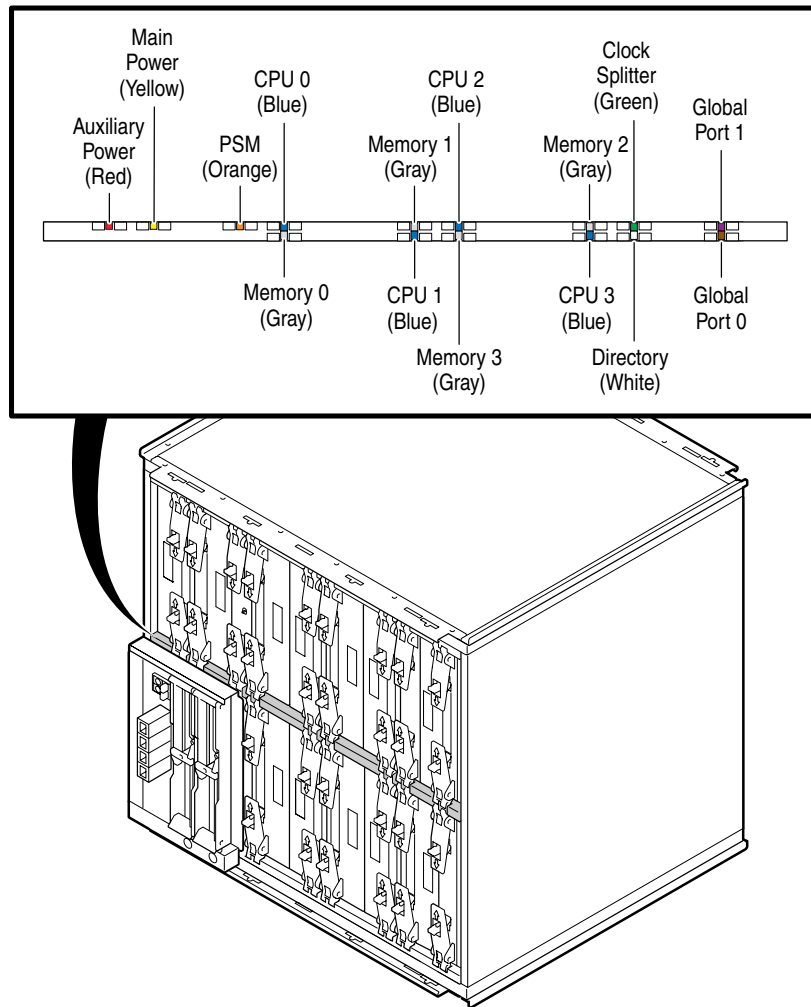 Main
Power
(Yellow)
Auxiliary
Power
(Red)
PSM
(Orange)
CPU 0
(Blue)
Memory 1
(Gray)
CPU 2
(Blue)
Memory 2
(Gray)
Clock
Splitter
(Green)
Global
Port 1
Memory 0
(Gray)
CPU 1
(Blue)
Memory 3
(Gray)
CPU 3
(Blue)
Directory
(White)
Global
Port 0